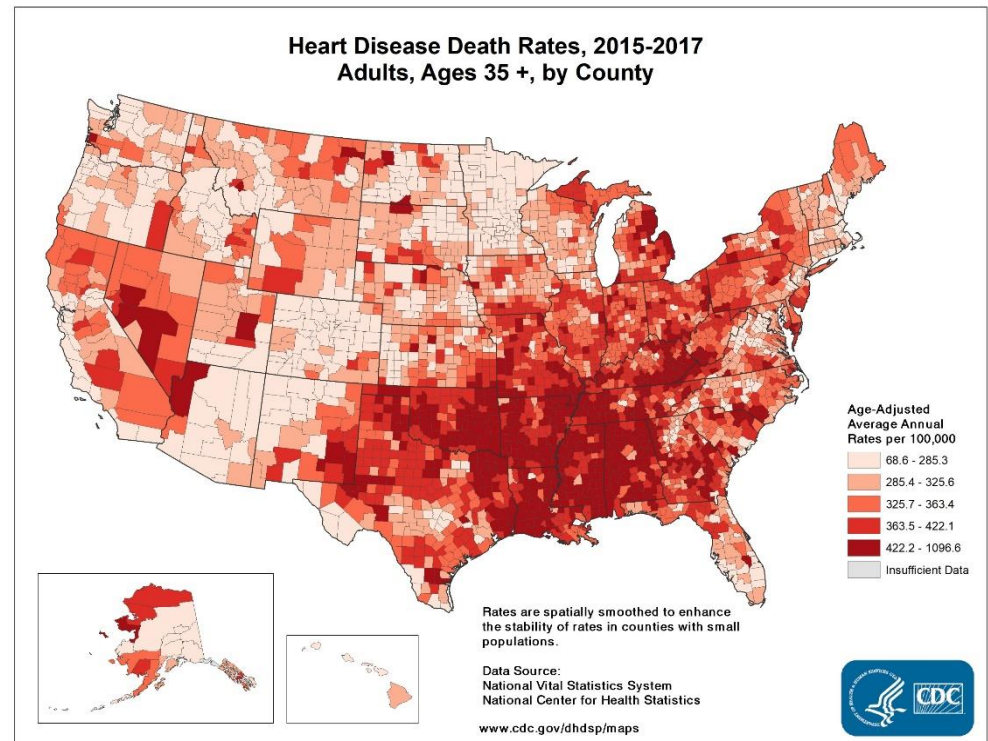 Heart Disease Death Rates, 2015-2017
Adults, Ages 35 +, by County
Age-Adjusted
Average Annual
Rates per 100,000
68.6 - 285.3
285.4 - 325.6
325.7 - 363.4
363.5 - 422.1
422.2 - 1096.6
Insufficient Data
Rates are spatially smoothed to enhance
the stability of rates in counties with small
populations.
Data Source:
National Vital Statistics System
National Center for Health Statistics
www.cdc.gov/dhdsp/maps
CDC